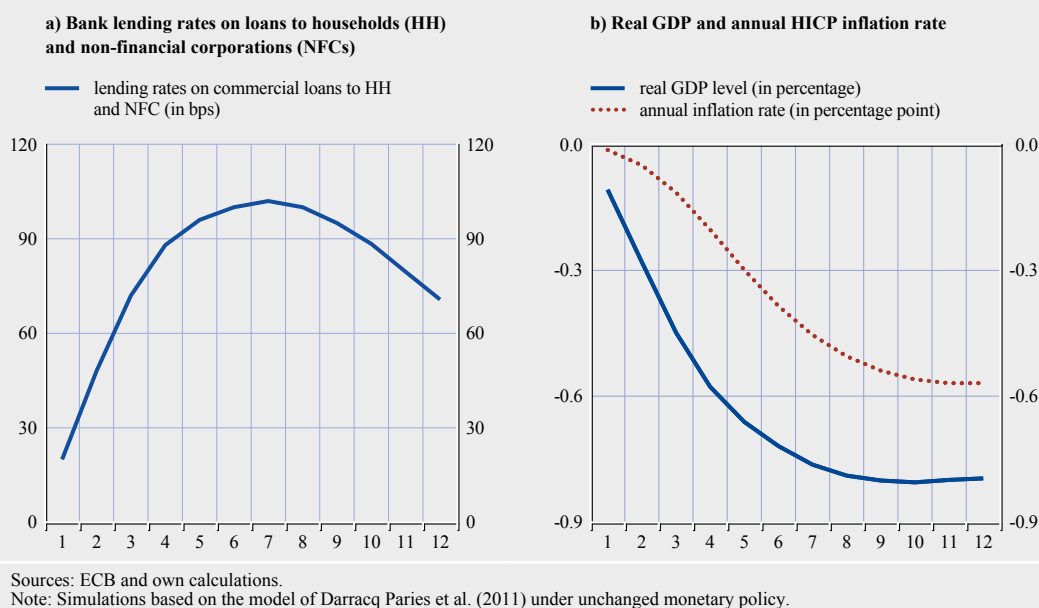 a) Bank lending rates on loans to households (HH)
and non-financial corporations (NFCs)
lending rates on commercial loans to HH
and NFC (in bps)
120
120
90
90
60
60
30
30
0
0
1 2 3 4 5 6 7 8 9 10 11 12
b) Real GDP and annual HICP inflation rate
real GDP level (in percentage)
annual inflation rate (in percentage point)
0.0
0.0
-0.3
-0.3
-0.6
-0.6
-0.9
-0.9
1 2 3 4 5 6 7 8 9 10 11 12
Sources: ECB and own calculations.
Note: Simulations based on the model of Darracq Paries et al. (2011) under unchanged monetary policy.